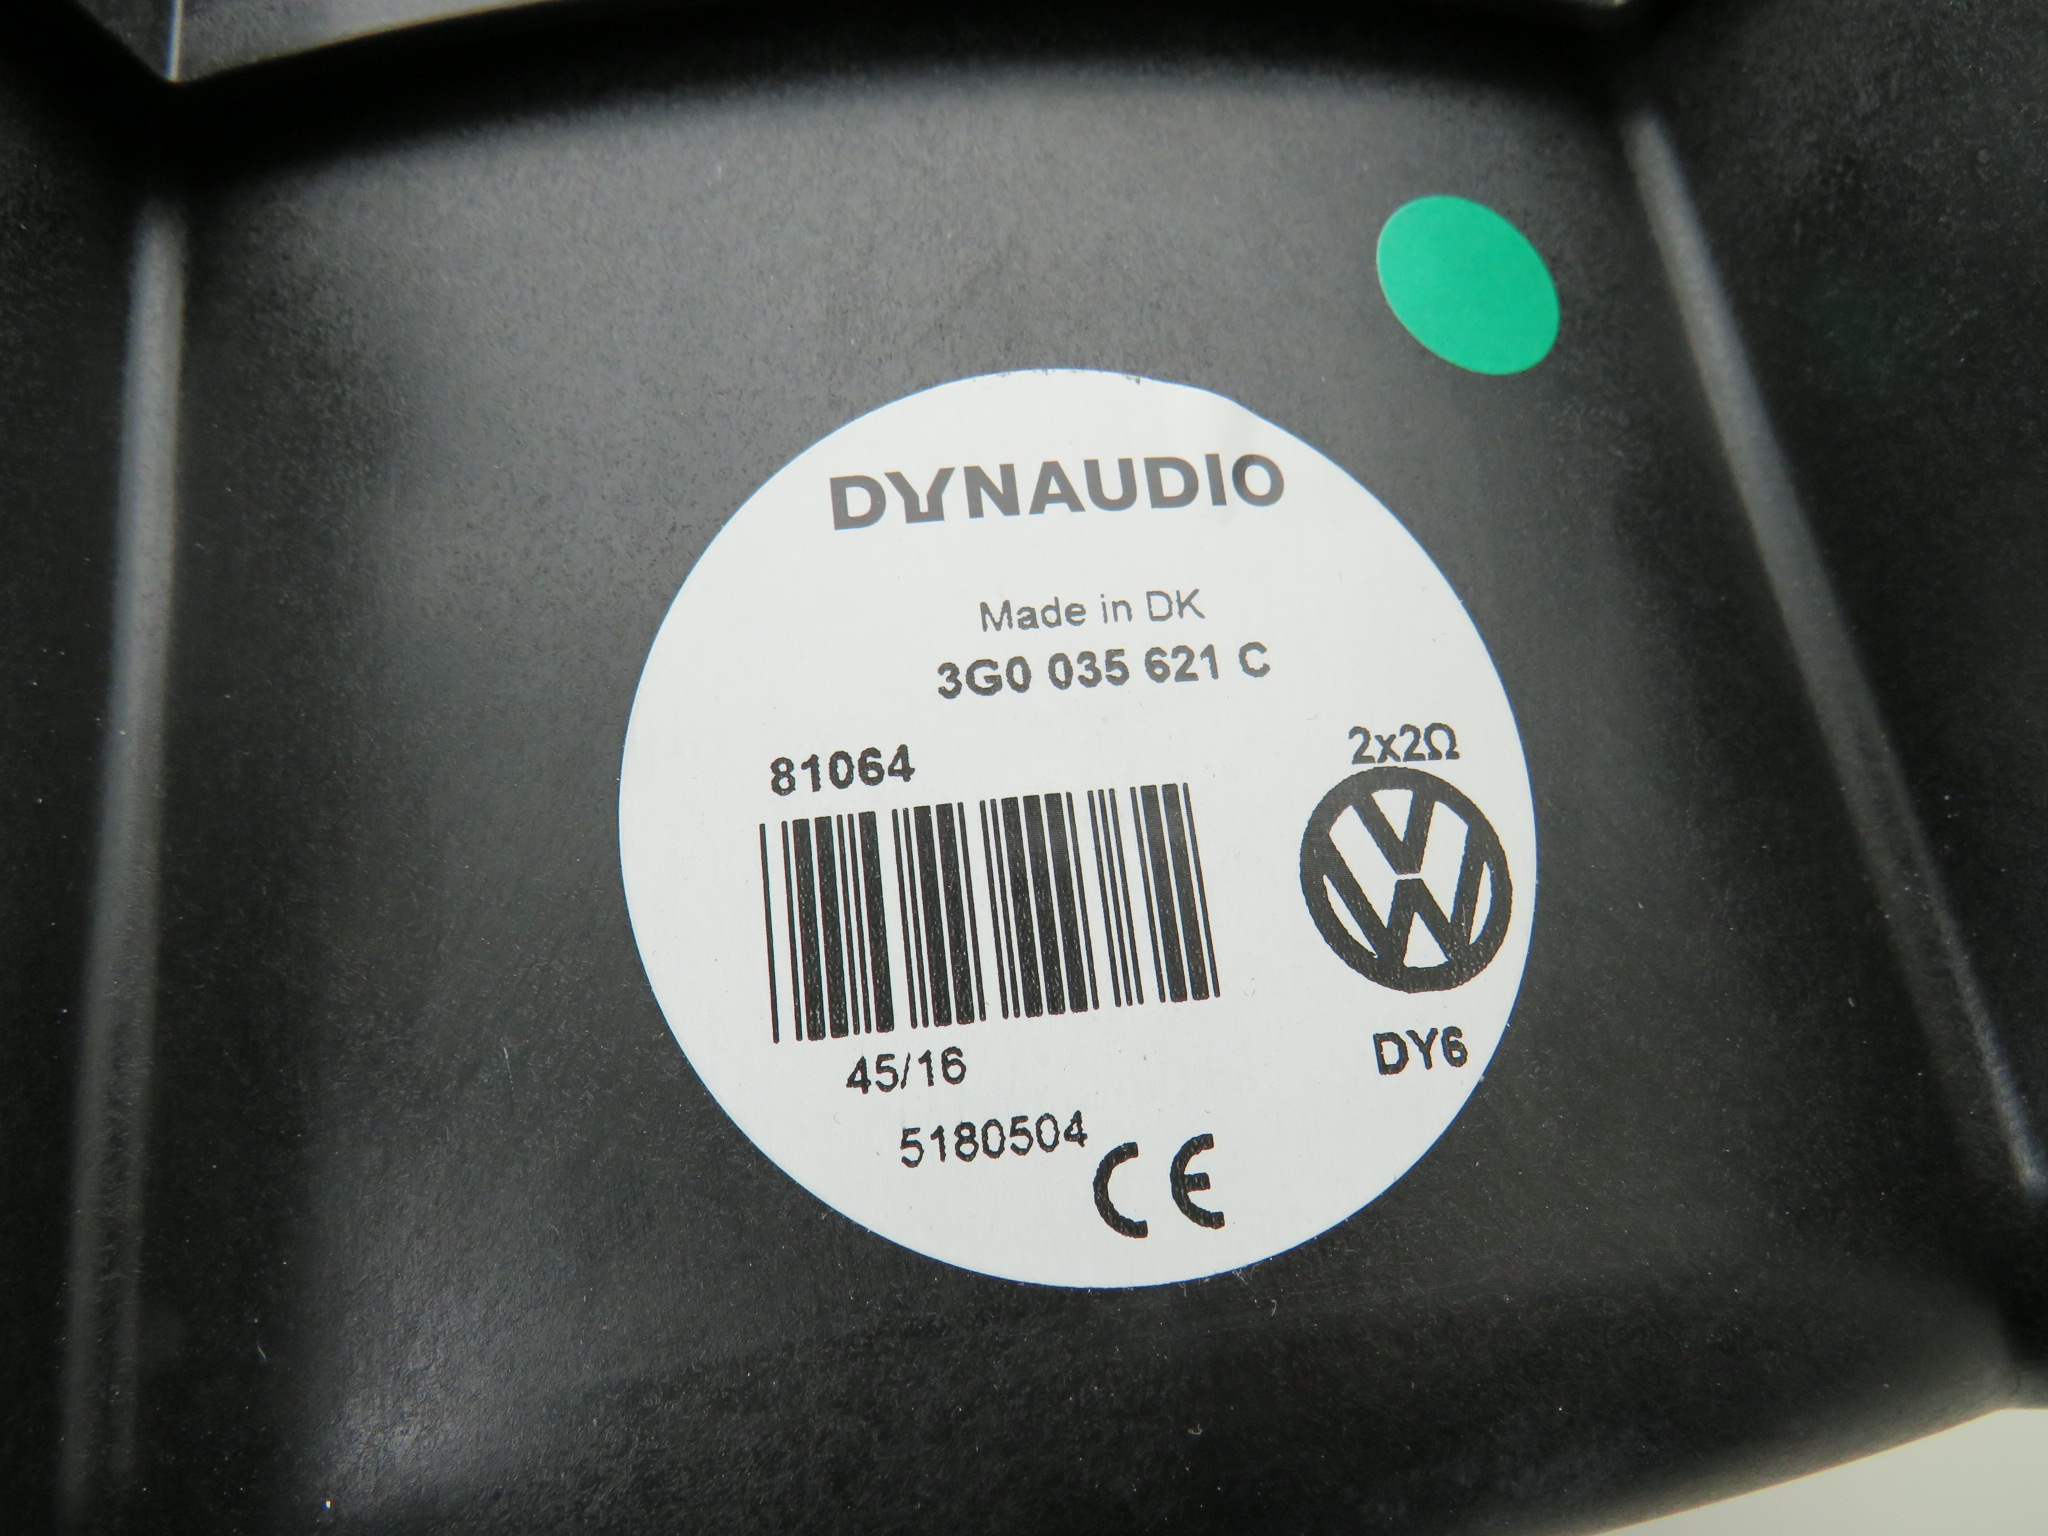 DYNAUDIO
Made in DK
3G0 035 621 C
81064
2x2Ω
45/16
DY6
5180504
CE